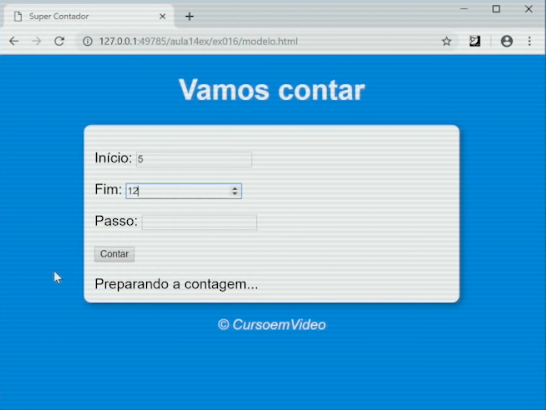 Super Contador
127.0.0.1:49785/aula14ex/ex016/modelo.html
Vamos contar
Início: 5
Fim: 12
Passo:
Contar
Preparando a contagem...
© CursoemVideo